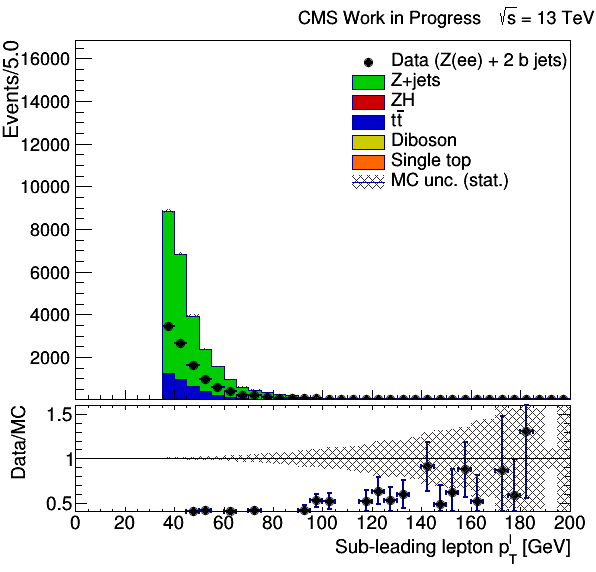 CMS Work in Progress √s = 13 TeV
Events/5.0
16000
14000
12000
10000
8000
6000
4000
2000
Data (Z(ee) + 2 b jets)
Z+jets
ZH
tt̄
Diboson
Single top
MC unc. (stat.)
Data/MC
1.5
1
0.5
0 20 40 60 80 100 120 140 160 180 200
Sub-leading lepton p_T^l [GeV]